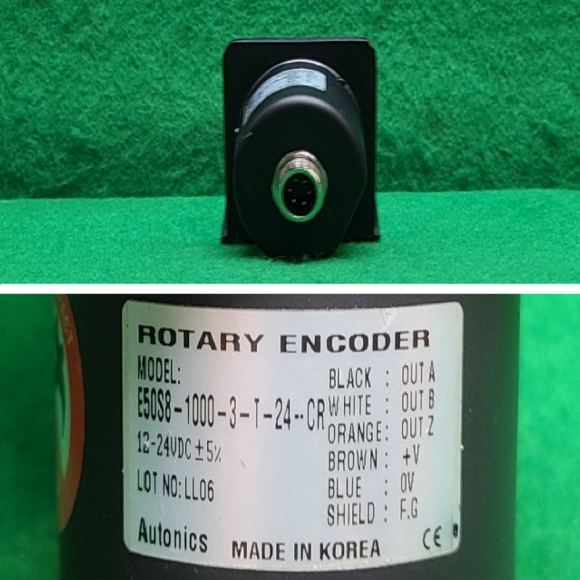 ROTARY ENCODER
MODEL:
E50S8-1000-3-T-24--CR
12-24VDC ±5%
LOT NO: LL06
BLACK : OUT A
WHITE : OUT B
ORANGE: OUT Z
BROWN : +V
BLUE : 0V
SHIELD : F.G
Autonics MADE IN KOREA CE